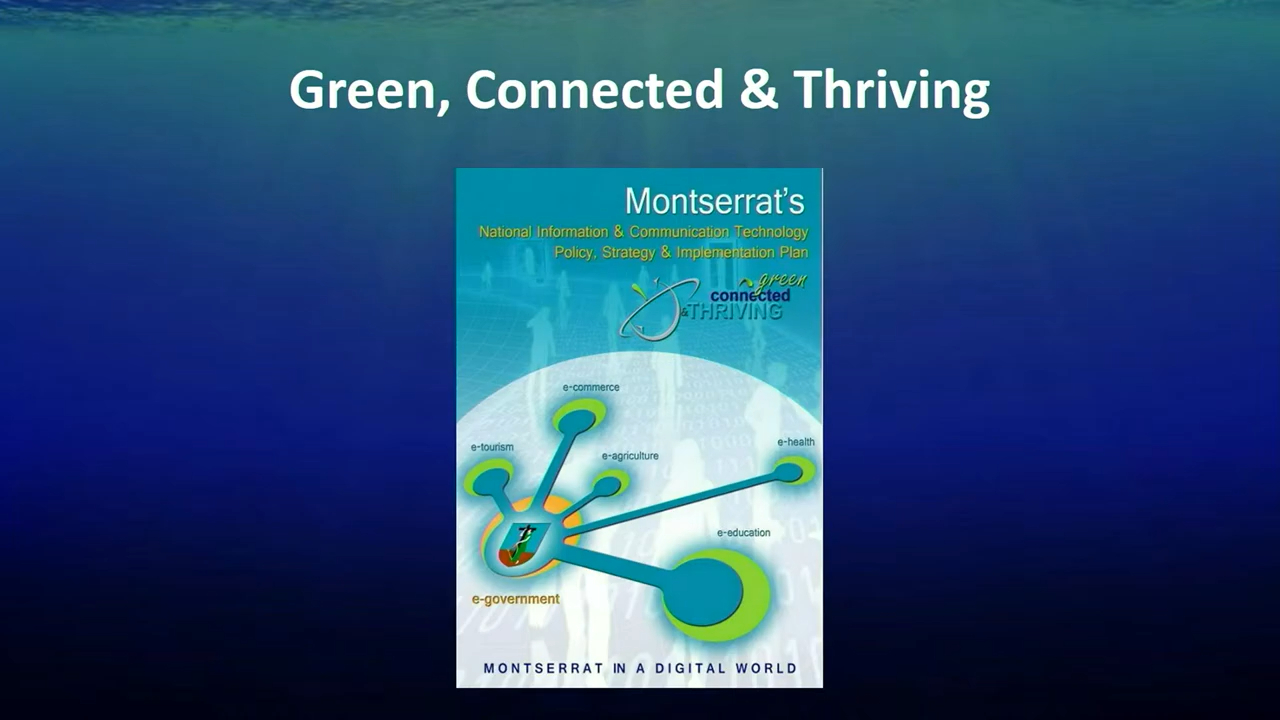 Green, Connected & Thriving
Montserrat's
National Information & Communication Technology
Policy, Strategy & Implementation Plan
green
connected
&THRIVING
e-commerce
e-tourism
e-agriculture
e-health
e-education
e-government
MONTSERRAT IN A DIGITAL WORLD